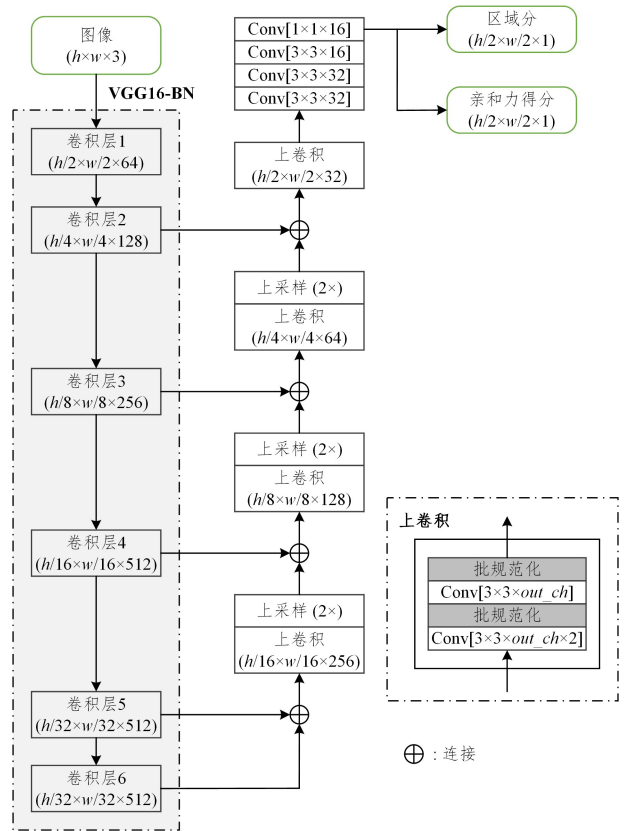 图像
(h×w×3)
VGG16-BN
卷积层1
(h/2×w/2×64)
卷积层2
(h/4×w/4×128)
卷积层3
(h/8×w/8×256)
卷积层4
(h/16×w/16×512)
卷积层5
(h/32×w/32×512)
卷积层6
(h/32×w/32×512)
Conv[1×1×16]
Conv[3×3×16]
Conv[3×3×32]
Conv[3×3×32]
上卷积
(h/2×w/2×32)
上采样 (2×)
上卷积
(h/4×w/4×64)
上采样 (2×)
上卷积
(h/8×w/8×128)
上采样 (2×)
上卷积
(h/16×w/16×256)
区域分
(h/2×w/2×1)
亲和力得分
(h/2×w/2×1)
上卷积
批规范化
Conv[3×3×out_ch]
批规范化
Conv[3×3×out_ch×2]
: 连接